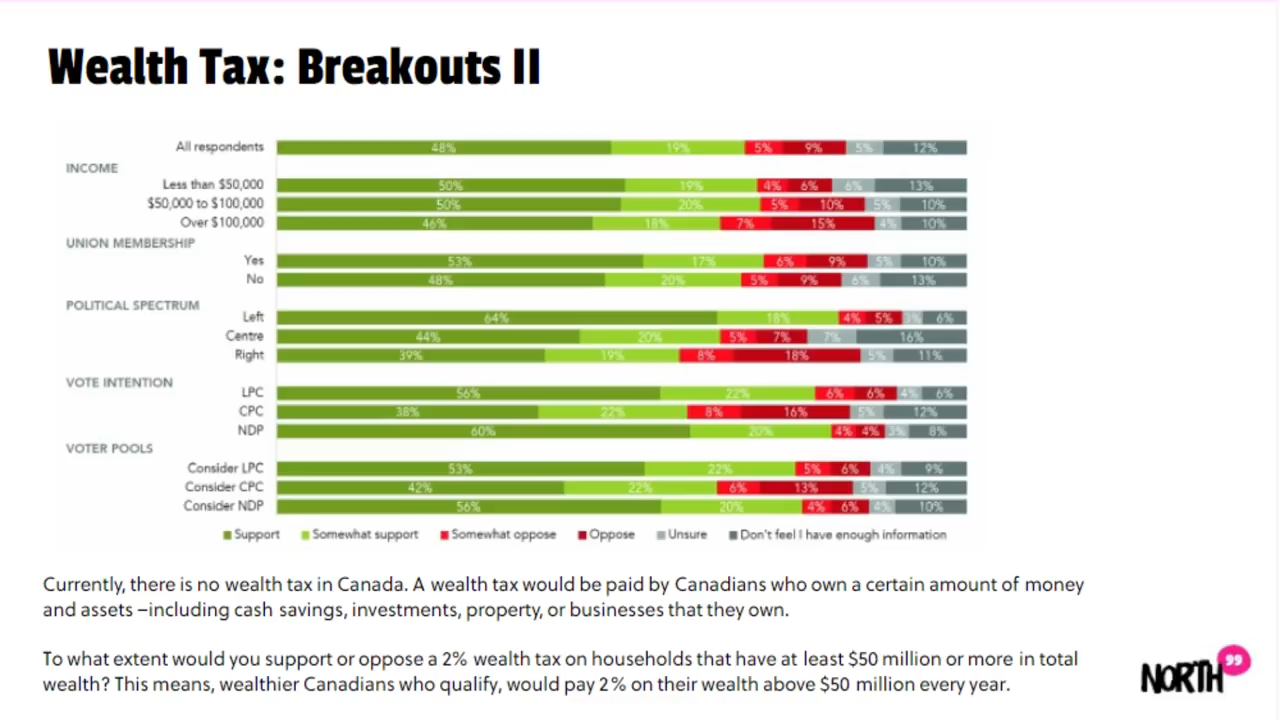 Wealth Tax: Breakouts II
All respondents 48% 19% 5% 9% 5% 12%
INCOME
Less than $50,000 50% 19% 4% 6% 6% 13%
$50,000 to $100,000 50% 20% 5% 10% 5% 10%
Over $100,000 46% 18% 7% 15% 4% 10%
UNION MEMBERSHIP
Yes 53% 17% 6% 9% 5% 10%
No 48% 20% 5% 9% 6% 13%
POLITICAL SPECTRUM
Left 64% 18% 4% 5% 3% 6%
Centre 44% 20% 5% 7% 7% 16%
Right 39% 19% 8% 18% 5% 11%
VOTE INTENTION
LPC 56% 22% 6% 6% 4% 6%
CPC 38% 22% 8% 16% 5% 12%
NDP 60% 20% 4% 4% 3% 8%
VOTER POOLS
Consider LPC 53% 22% 5% 6% 4% 9%
Consider CPC 42% 22% 6% 13% 5% 12%
Consider NDP 56% 20% 4% 6% 4% 10%
Support Somewhat support Somewhat oppose Oppose Unsure Don't feel I have enough information
Currently, there is no wealth tax in Canada. A wealth tax would be paid by Canadians who own a certain amount of money
and assets –including cash savings, investments, property, or businesses that they own.
To what extent would you support or oppose a 2% wealth tax on households that have at least $50 million or more in total
wealth? This means, wealthier Canadians who qualify, would pay 2% on their wealth above $50 million every year.
NORTH 99